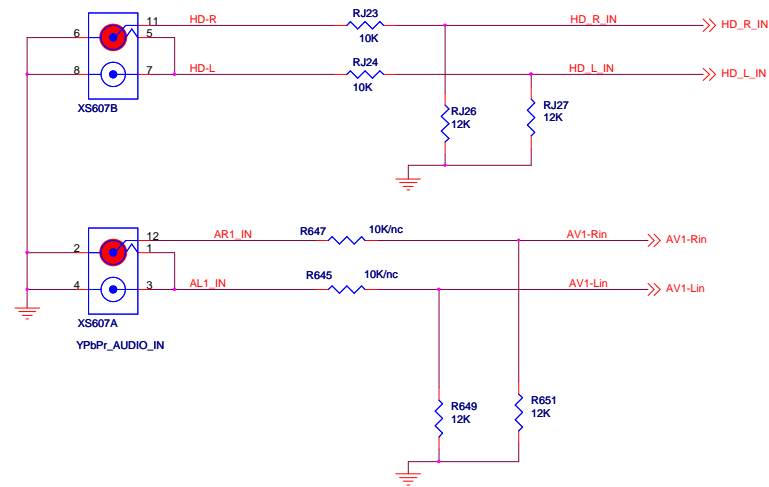 11 HD-R RJ23 HD_R_IN HD_R_IN
6 5 10K
RJ24
8 7 HD-L HD_L_IN HD_L_IN
10K
XS607B
RJ26
12K
RJ27
12K
12 AR1_IN R647 10K/nc AV1-Rin AV1-Rin
2 1
R645 10K/nc
4 3 AL1_IN AV1-Lin AV1-Lin
XS607A
YPbPr_AUDIO_IN
R649
12K
R651
12K